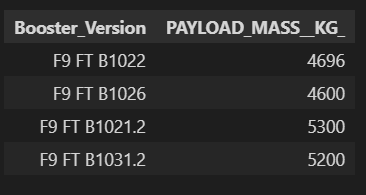 Booster_Version PAYLOAD_MASS__KG_
F9 FT B1022 4696
F9 FT B1026 4600
F9 FT B1021.2 5300
F9 FT B1031.2 5200